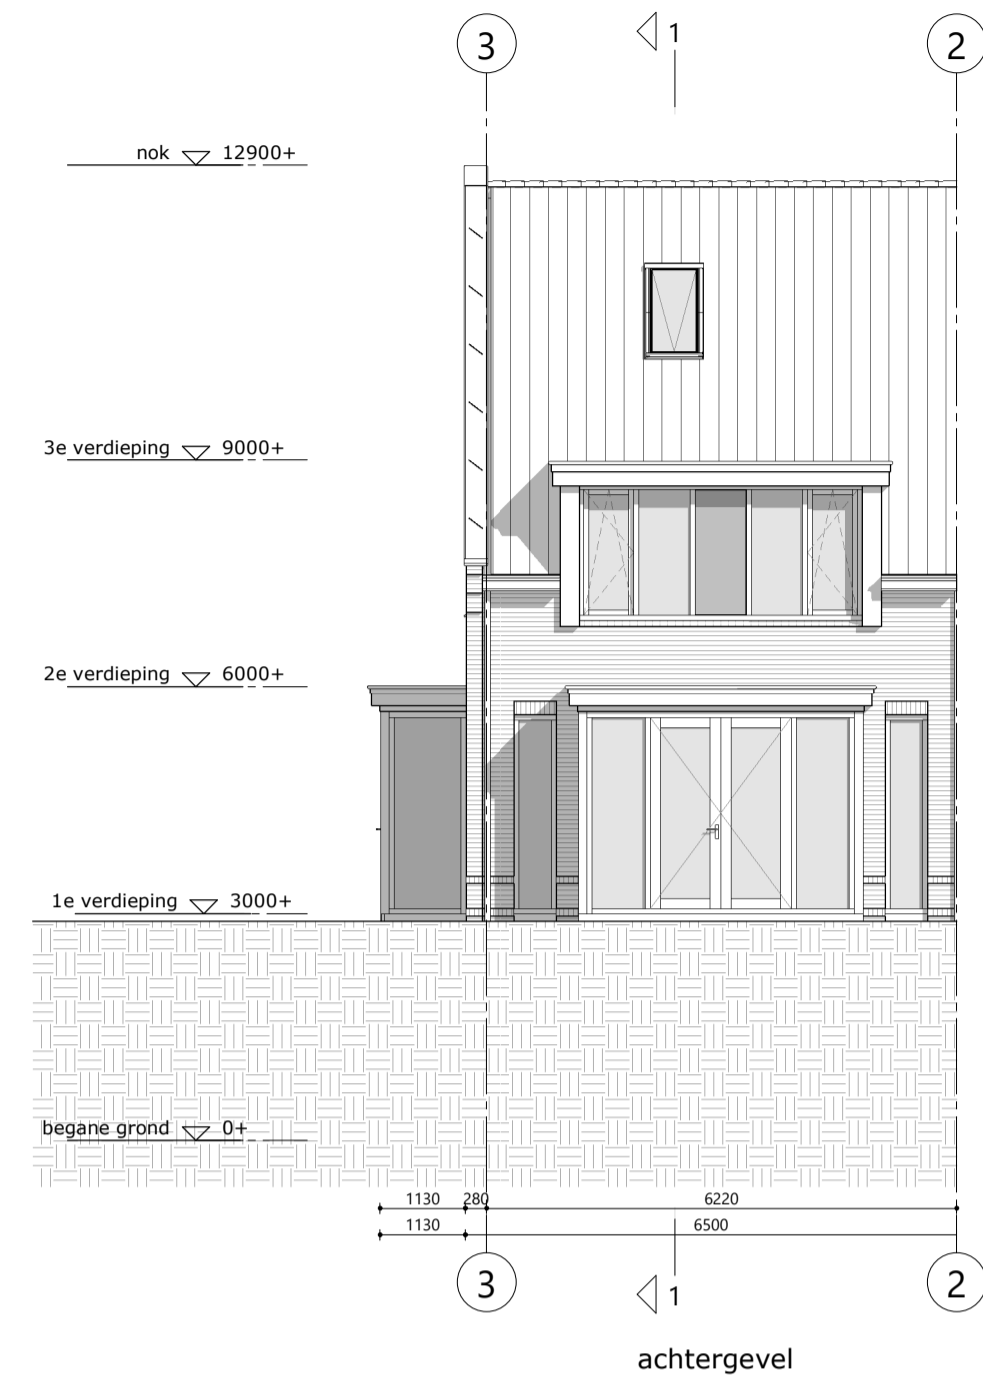 3 1 2
nok 12900+
3e verdieping 9000+
2e verdieping 6000+
1e verdieping 3000+
begane grond 0+
1130 280 6220
1130 6500
3 1 2
achtergevel